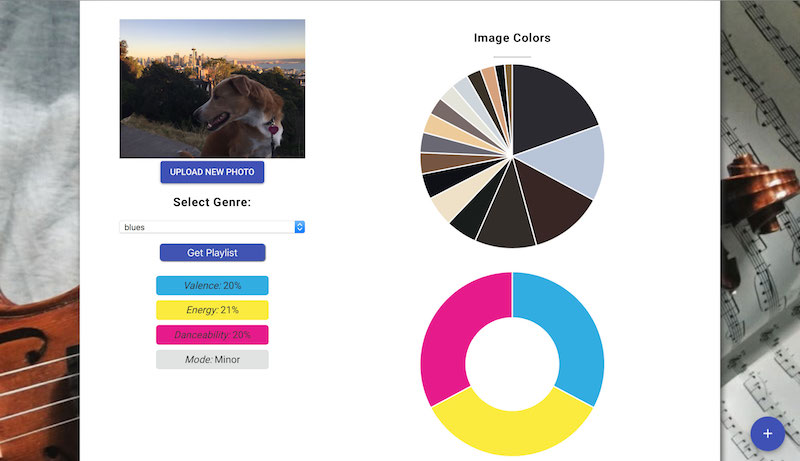 UPLOAD NEW PHOTO
Select Genre:
blues
Get Playlist
Valence: 20%
Energy: 21%
Danceability: 20%
Mode: Minor
Image Colors
+